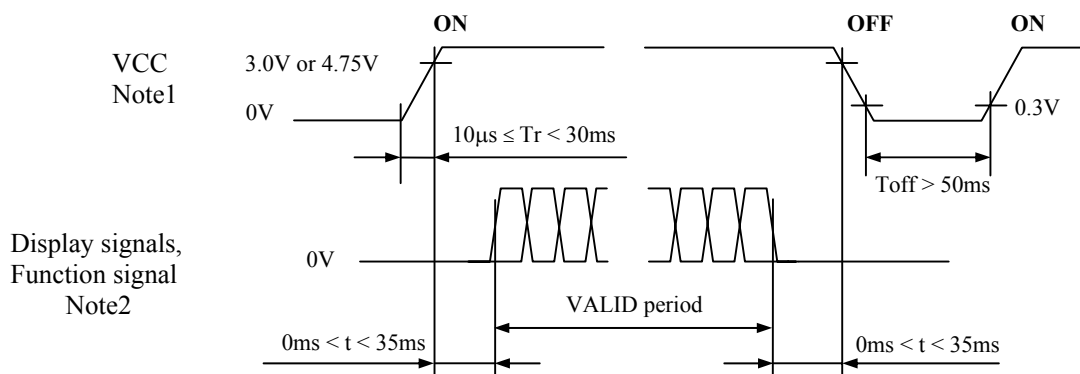 ON
OFF
ON
VCC
Note1
3.0V or 4.75V
0V
0.3V
10μs ≤ Tr < 30ms
Toff > 50ms
Display signals,
Function signal
Note2
0V
VALID period
0ms < t < 35ms
0ms < t < 35ms